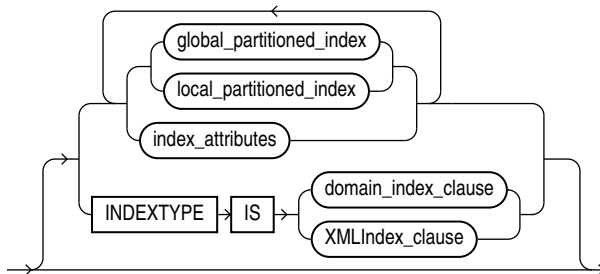 global_partitioned_index
local_partitioned_index
index_attributes
domain_index_clause
INDEXTYPE IS
XMLIndex_clause